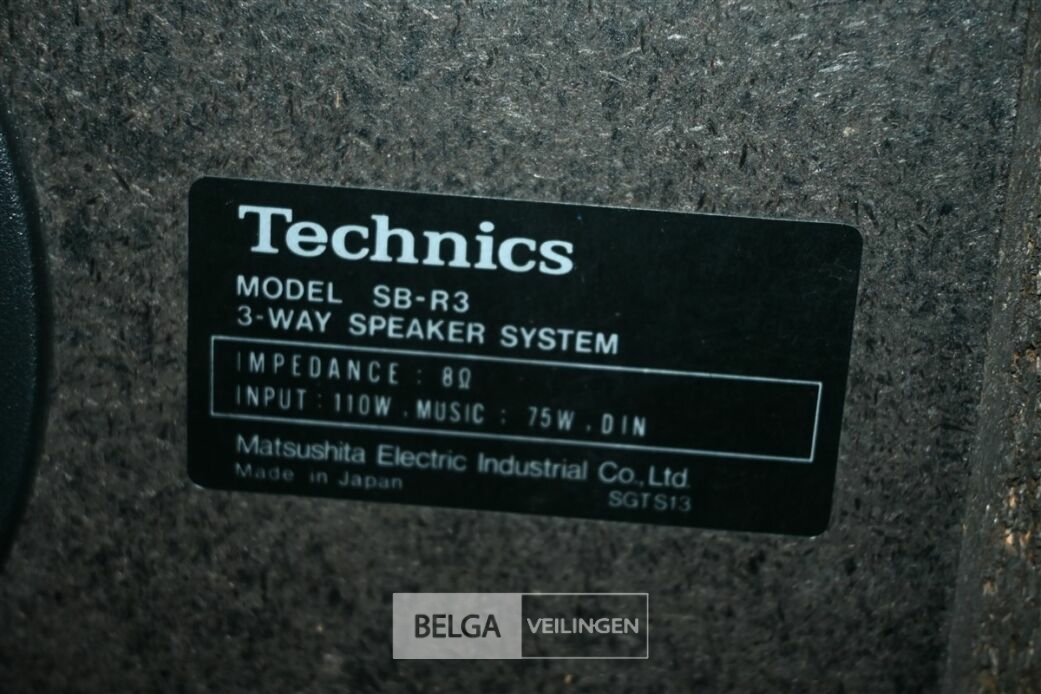 Technics
MODEL SB-R3
3-WAY SPEAKER SYSTEM
IMPEDANCE : 8Ω
INPUT : 110W . MUSIC : 75W . DIN
Matsushita Electric Industrial Co., Ltd.
Made in Japan
SGTS13
BELGA VEILINGEN